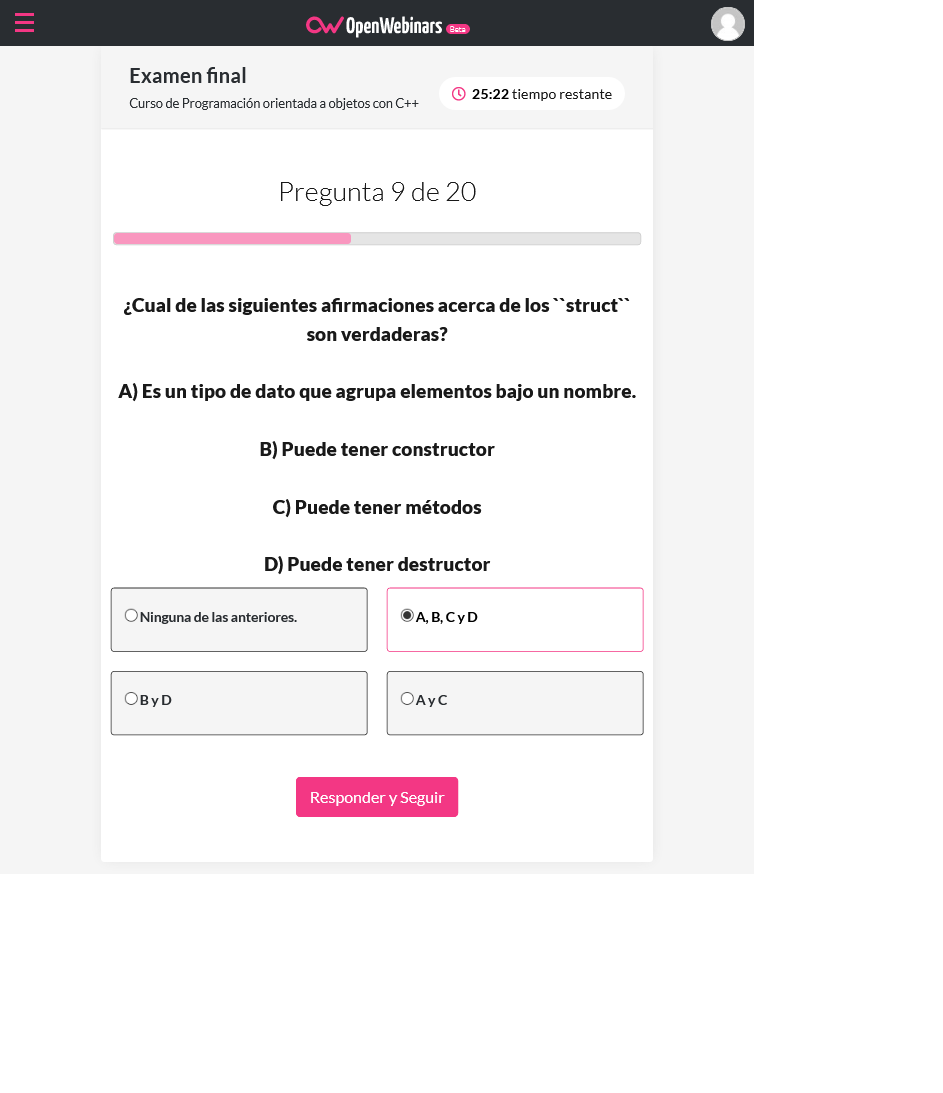 OpenWebinars Beta
Examen final
Curso de Programación orientada a objetos con C++
25:22 tiempo restante
Pregunta 9 de 20
¿Cual de las siguientes afirmaciones acerca de los ``struct``
son verdaderas?
A) Es un tipo de dato que agrupa elementos bajo un nombre.
B) Puede tener constructor
C) Puede tener métodos
D) Puede tener destructor
Ninguna de las anteriores.
A, B, C y D
B y D
A y C
Responder y Seguir